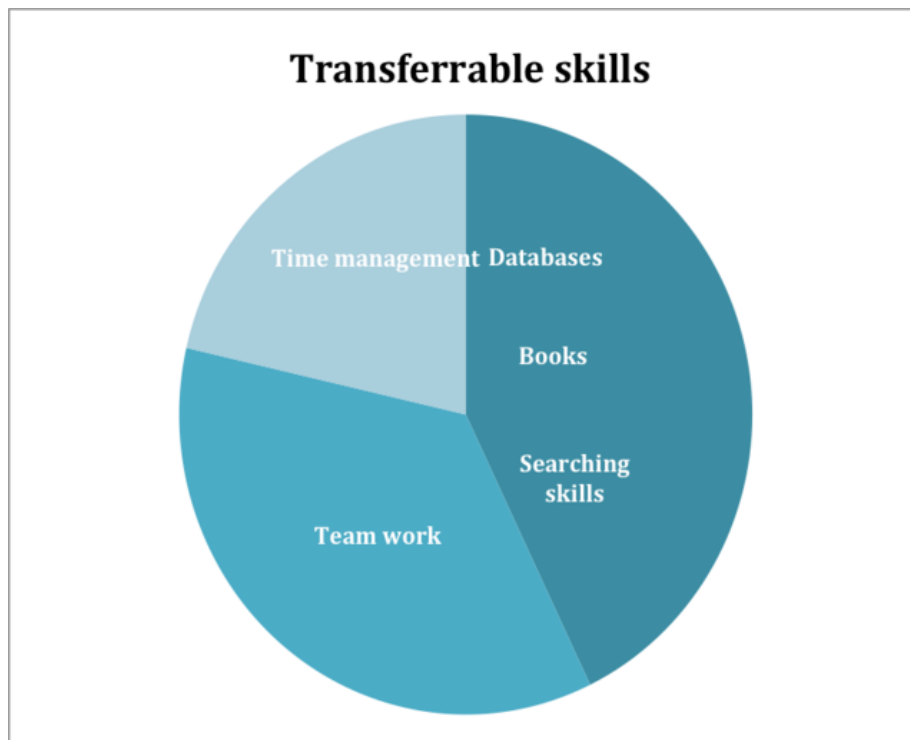 Transferrable skills
Time management
Databases
Books
Searching
skills
Team work